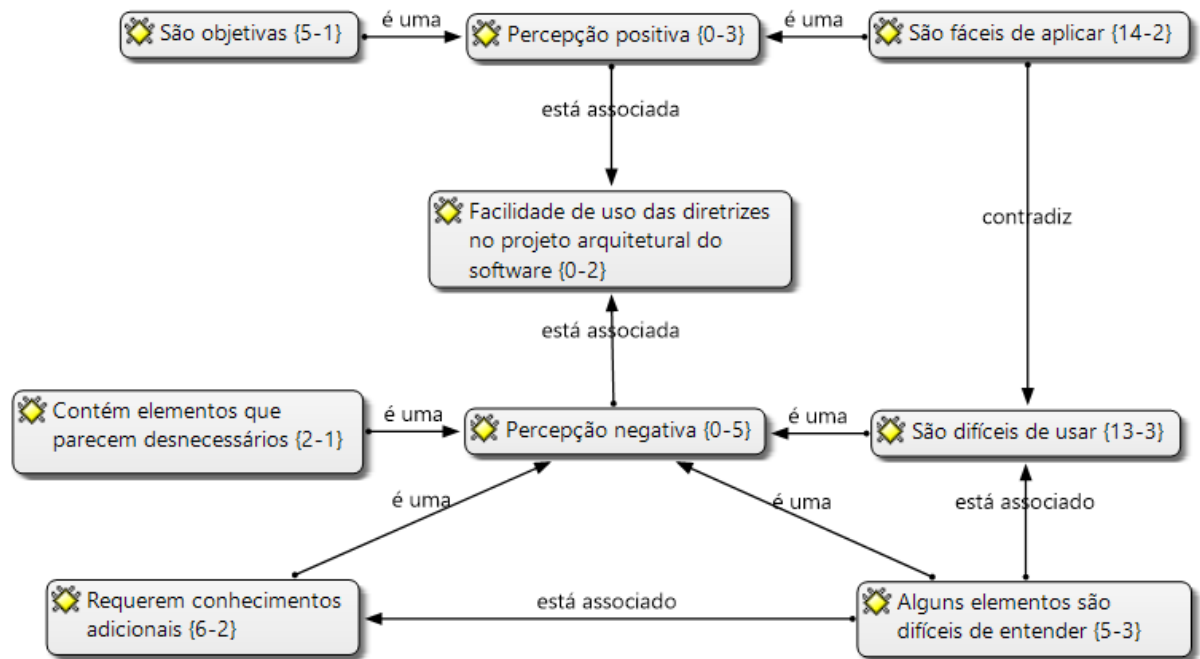 São objetivas {5-1}
é uma
Percepção positiva {0-3}
é uma
São fáceis de aplicar {14-2}
está associada
contradiz
Facilidade de uso das diretrizes
no projeto arquitetural do
software {0-2}
está associada
Contém elementos que
parecem desnecessários {2-1}
é uma
Percepção negativa {0-5}
é uma
São difíceis de usar {13-3}
é uma
é uma
está associado
Requerem conhecimentos
adicionais {6-2}
está associado
Alguns elementos são
difíceis de entender {5-3}